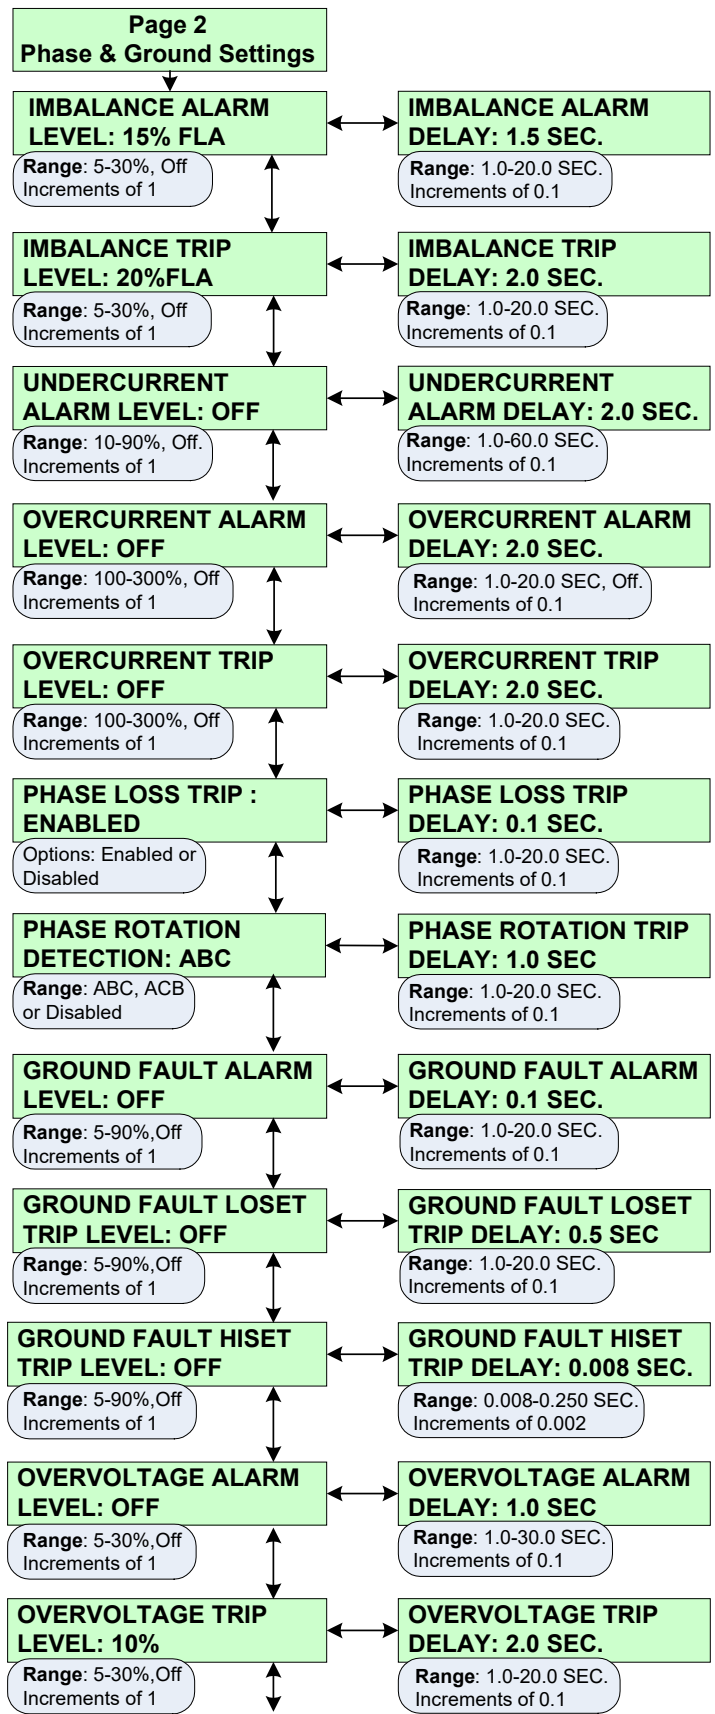 Page 2
Phase & Ground Settings
IMBALANCE ALARM
LEVEL: 15% FLA
Range: 5-30%, Off
Increments of 1
IMBALANCE ALARM
DELAY: 1.5 SEC.
Range: 1.0-20.0 SEC.
Increments of 0.1
IMBALANCE TRIP
LEVEL: 20%FLA
Range: 5-30%, Off
Increments of 1
IMBALANCE TRIP
DELAY: 2.0 SEC.
Range: 1.0-20.0 SEC.
Increments of 0.1
UNDERCURRENT
ALARM LEVEL: OFF
Range: 10-90%, Off.
Increments of 1
UNDERCURRENT
ALARM DELAY: 2.0 SEC.
Range: 1.0-60.0 SEC.
Increments of 0.1
OVERCURRENT ALARM
LEVEL: OFF
Range: 100-300%, Off
Increments of 1
OVERCURRENT ALARM
DELAY: 2.0 SEC.
Range: 1.0-20.0 SEC, Off.
Increments of 0.1
OVERCURRENT TRIP
LEVEL: OFF
Range: 100-300%, Off
Increments of 1
OVERCURRENT TRIP
DELAY: 2.0 SEC.
Range: 1.0-20.0 SEC.
Increments of 0.1
PHASE LOSS TRIP :
ENABLED
Options: Enabled or
Disabled
PHASE LOSS TRIP
DELAY: 0.1 SEC.
Range: 1.0-20.0 SEC.
Increments of 0.1
PHASE ROTATION
DETECTION: ABC
Range: ABC, ACB
or Disabled
PHASE ROTATION TRIP
DELAY: 1.0 SEC
Range: 1.0-20.0 SEC.
Increments of 0.1
GROUND FAULT ALARM
LEVEL: OFF
Range: 5-90%,Off
Increments of 1
GROUND FAULT ALARM
DELAY: 0.1 SEC.
Range: 1.0-20.0 SEC.
Increments of 0.1
GROUND FAULT LOSET
TRIP LEVEL: OFF
Range: 5-90%,Off
Increments of 1
GROUND FAULT LOSET
TRIP DELAY: 0.5 SEC
Range: 1.0-20.0 SEC.
Increments of 0.1
GROUND FAULT HISET
TRIP LEVEL: OFF
Range: 5-90%,Off
Increments of 1
GROUND FAULT HISET
TRIP DELAY: 0.008 SEC.
Range: 0.008-0.250 SEC.
Increments of 0.002
OVERVOLTAGE ALARM
LEVEL: OFF
Range: 5-30%,Off
Increments of 1
OVERVOLTAGE ALARM
DELAY: 1.0 SEC
Range: 1.0-30.0 SEC.
Increments of 0.1
OVERVOLTAGE TRIP
LEVEL: 10%
Range: 5-30%,Off
Increments of 1
OVERVOLTAGE TRIP
DELAY: 2.0 SEC.
Range: 1.0-20.0 SEC.
Increments of 0.1